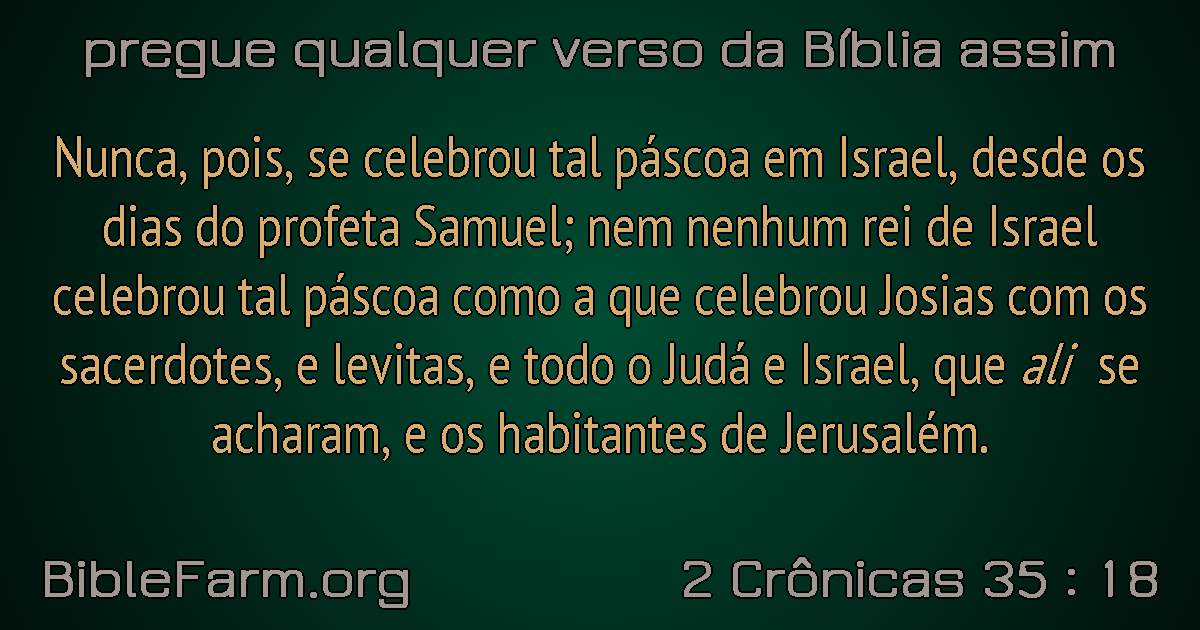 pregue qualquer verso da Bíblia assim
Nunca, pois, se celebrou tal páscoa em Israel, desde os
dias do profeta Samuel; nem nenhum rei de Israel
celebrou tal páscoa como a que celebrou Josias com os
sacerdotes, e levitas, e todo o Judá e Israel, que ali se
acharam, e os habitantes de Jerusalém.
BibleFarm.org
2 Crônicas 35 : 18